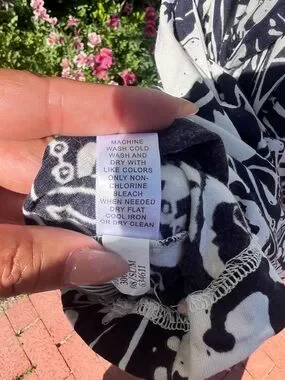 MACHINE
WASH COLD
WASH AND
DRY WITH
LIKE COLORS
ONLY NON-
CHLORINE
BLEACH
WHEN NEEDED
DRY FLAT
COOL IRON
OR DRY CLEAN